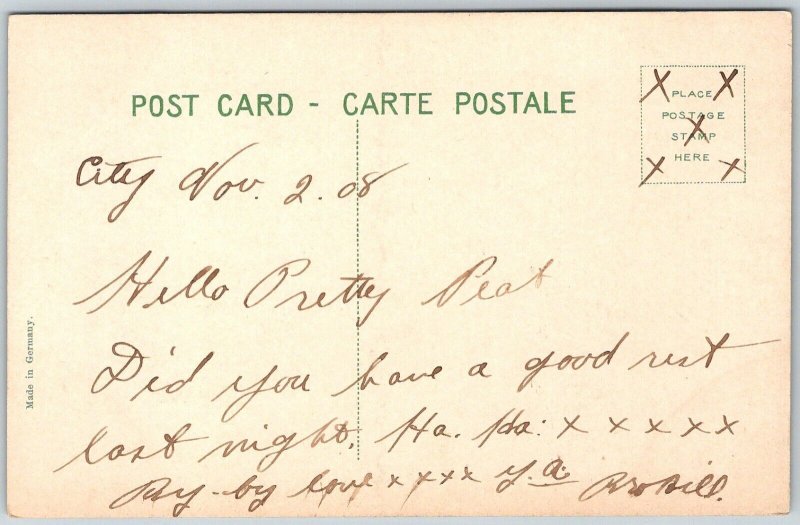 POST CARD - CARTE POSTALE
X PLACE X
POSTAGE
X
STAMP
HERE
X X
City Nov. 2. 08
Hello Pretty Peat
Did you have a good rest
last night. Ha. Ha: x x x x x
By-by love x x x x Y.a.
Made in Germany.